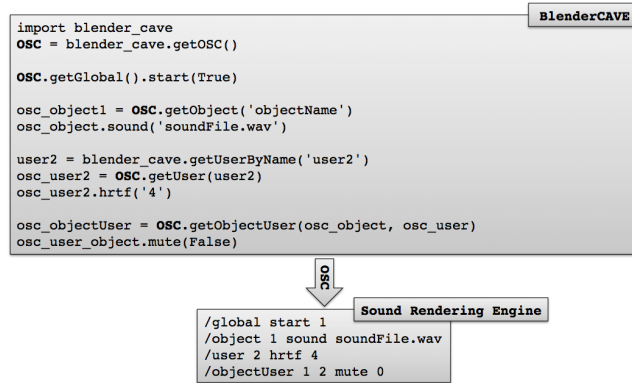 BlenderCAVE
import blender_cave
OSC = blender_cave.getOSC()
OSC.getGlobal().start(True)
osc_object1 = OSC.getObject('objectName')
osc_object.sound('soundFile.wav')
user2 = blender_cave.getUserByName('user2')
osc_user2 = OSC.getUser(user2)
osc_user2.hrtf('4')
osc_objectUser = OSC.getObjectUser(osc_object, osc_user)
osc_user_object.mute(False)
OSC
Sound Rendering Engine
/global start 1
/object 1 sound soundFile.wav
/user 2 hrtf 4
/objectUser 1 2 mute 0